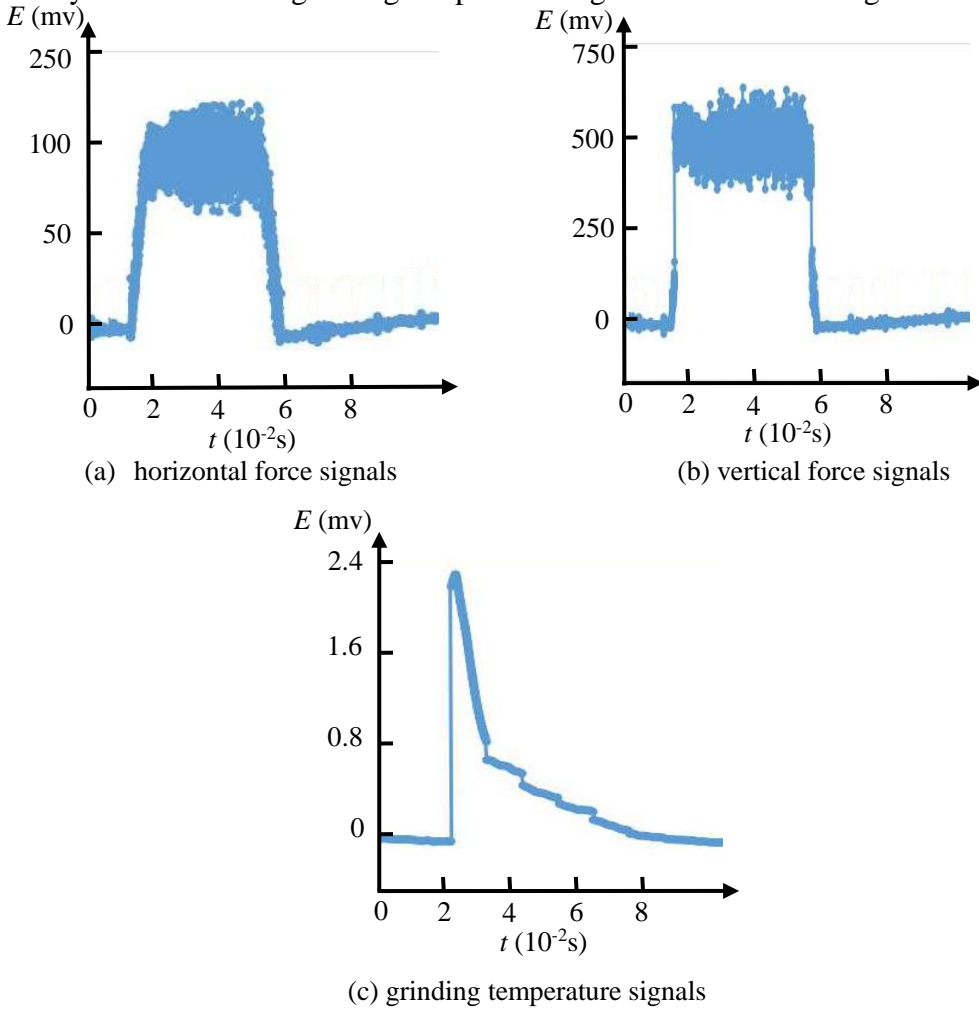 E (mv)
250
100
50
0
0 2 4 6 8
t (10-2s)
(a) horizontal force signals
E (mv)
750
500
250
0
0 2 4 6 8
t (10-2s)
(b) vertical force signals
E (mv)
2.4
1.6
0.8
0
0 2 4 6 8
t (10-2s)
(c) grinding temperature signals